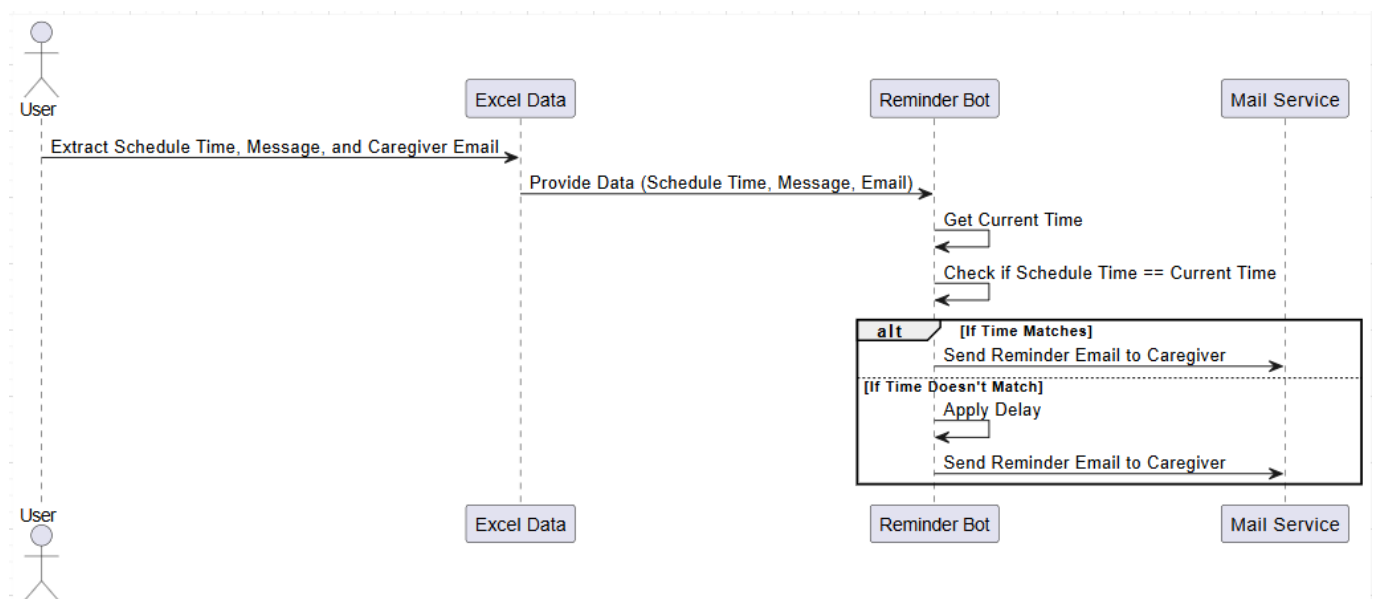 User
Excel Data
Reminder Bot
Mail Service
Extract Schedule Time, Message, and Caregiver Email
Provide Data (Schedule Time, Message, Email)
Get Current Time
Check if Schedule Time == Current Time
alt
[If Time Matches]
Send Reminder Email to Caregiver
[If Time Doesn't Match]
Apply Delay
Send Reminder Email to Caregiver
User
Excel Data
Reminder Bot
Mail Service